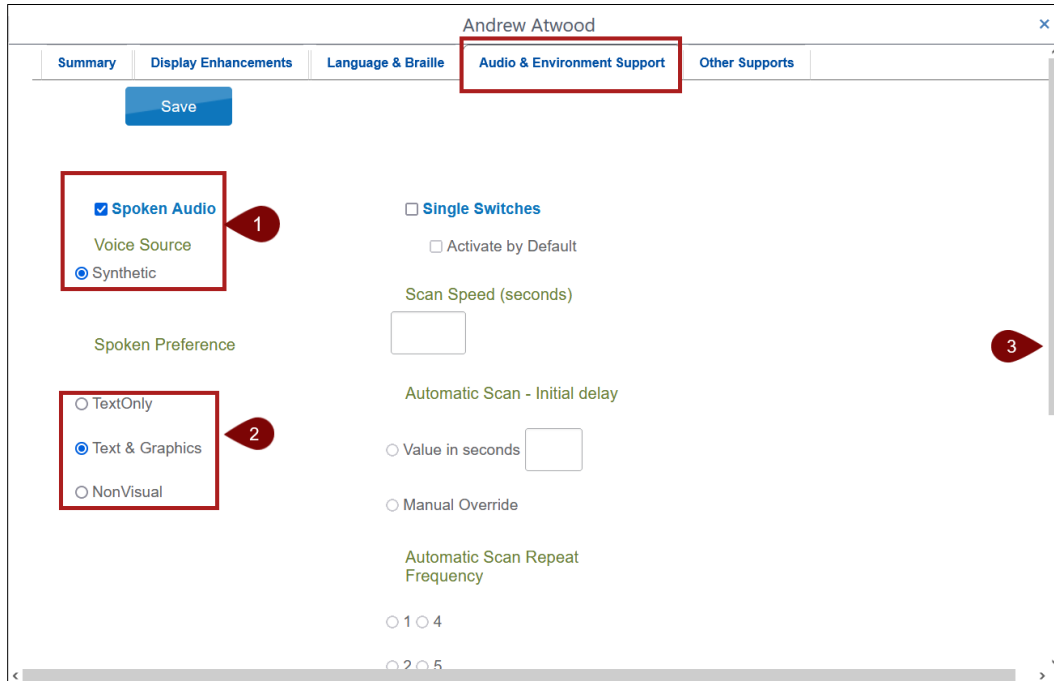 Andrew Atwood
×
Summary
Display Enhancements
Language & Braille
Audio & Environment Support
Other Supports
Save
Spoken Audio
1
Voice Source
Synthetic
Spoken Preference
TextOnly
Text & Graphics
2
NonVisual
Single Switches
Activate by Default
Scan Speed (seconds)
3
Automatic Scan - Initial delay
Value in seconds
Manual Override
Automatic Scan Repeat
Frequency
1 4
2 5